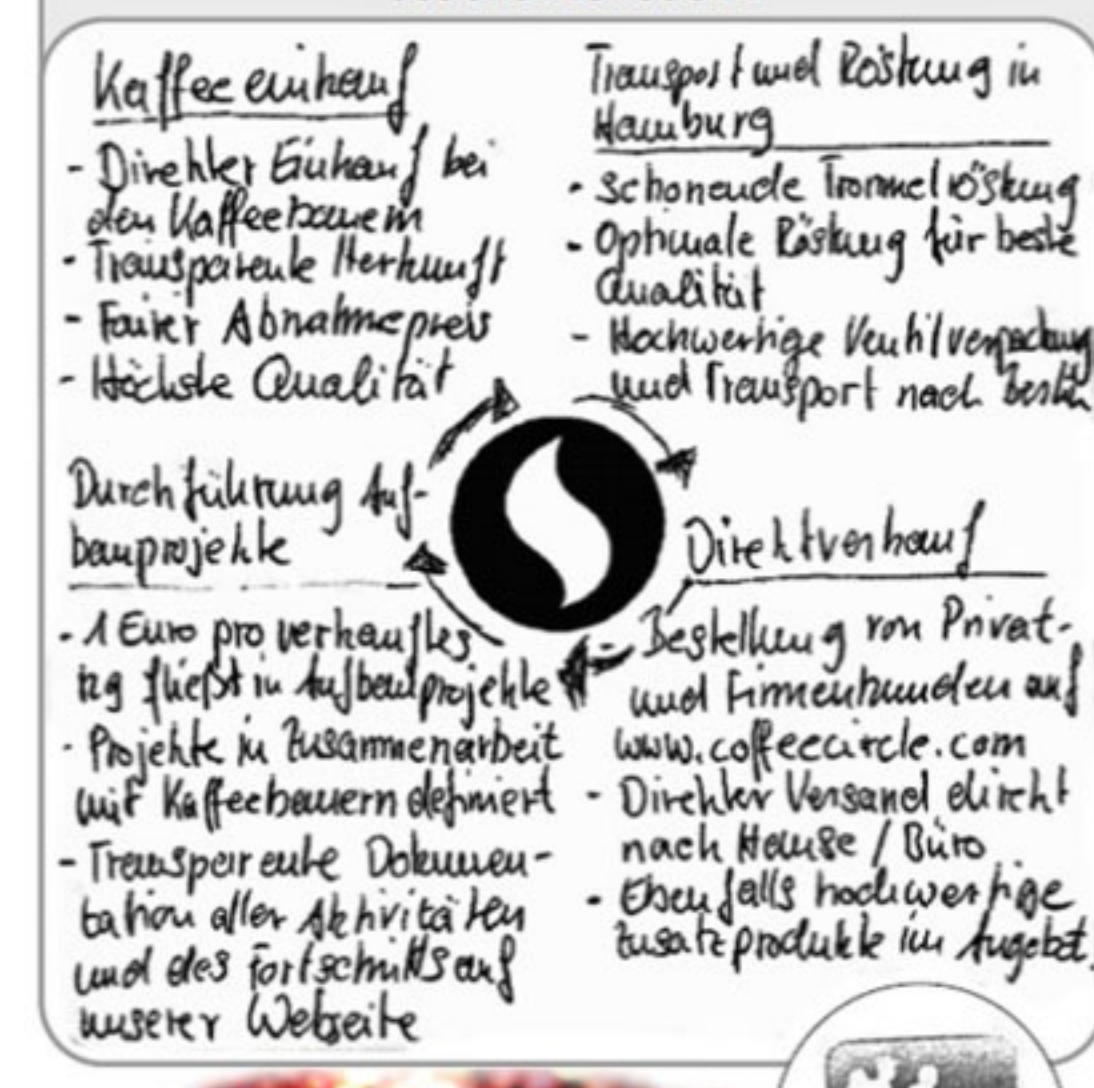 Kaffeeeinkauf
- Direkter Einkauf bei
den Kaffeebauern
- Transparente Herkunft
- Fairer Abnahmepreis
- Höchste Qualität
Transport und Röstung in
Hamburg
- Schonende Trommelröstung
- Optimale Röstung für beste
Qualität
- Hochwertige Ventilverpackung
und Transport nach Berlin
Direktverkauf
- Bestellung von Privat-
und Firmenkunden auf
www.coffeecircle.com
- Direkter Versand direkt
nach Hause / Büro
- Ebenfalls hochwertige
Zusatzprodukte im Angebot.
Durchführung Auf-
bauprojekte
- 1 Euro pro verkauftes
kg fließt in Aufbauprojekte
- Projekte in Zusammenarbeit
mit Kaffeebauern definiert
- Transparente Dokumen-
tation aller Aktivitäten
und des Fortschritts auf
unserer Webseite